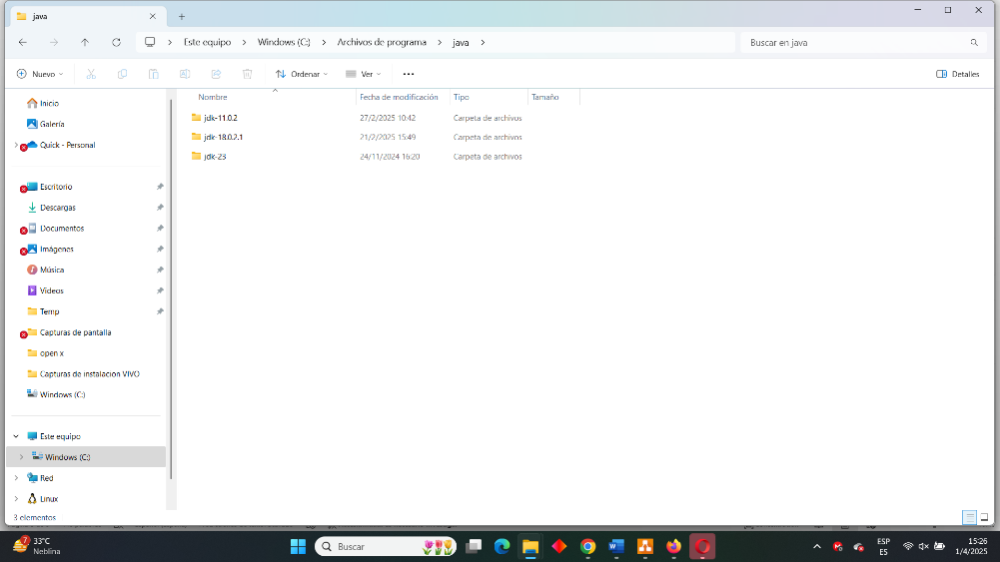 java
Este equipo
Windows (C:)
Archivos de programa
java
Buscar en java
Nuevo
Ordenar
Ver
Detalles
Nombre
Fecha de modificación
Tipo
Tamaño
jdk-11.0.2
27/2/2025 10:42
Carpeta de archivos
jdk-18.0.2.1
21/2/2025 15:49
Carpeta de archivos
jdk-23
24/11/2024 16:20
Carpeta de archivos
Inicio
Galería
Quick - Personal
Escritorio
Descargas
Documentos
Imágenes
Música
Vídeos
Temp
Capturas de pantalla
open x
Capturas de instalacion VIVO
Windows (C:)
Este equipo
Windows (C:)
Red
Linux
3 elementos
7
33°C
Neblina
Buscar
ESP
ES
15:26
1/4/2025